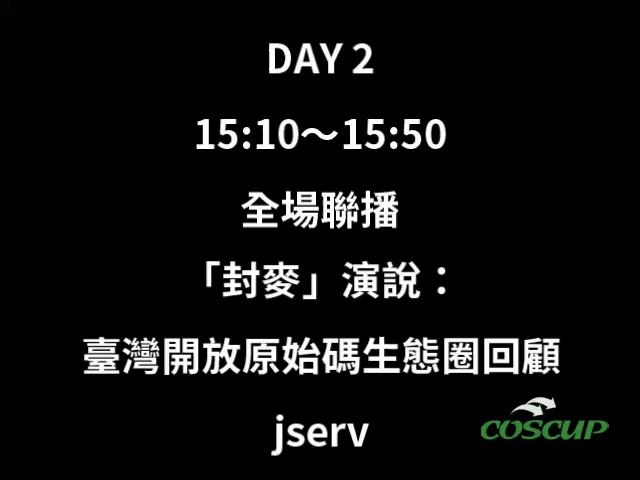 DAY 2
15:10～15:50
全場聯播
「封麥」演說：
臺灣開放原始碼生態圈回顧
jserv
COSCUP